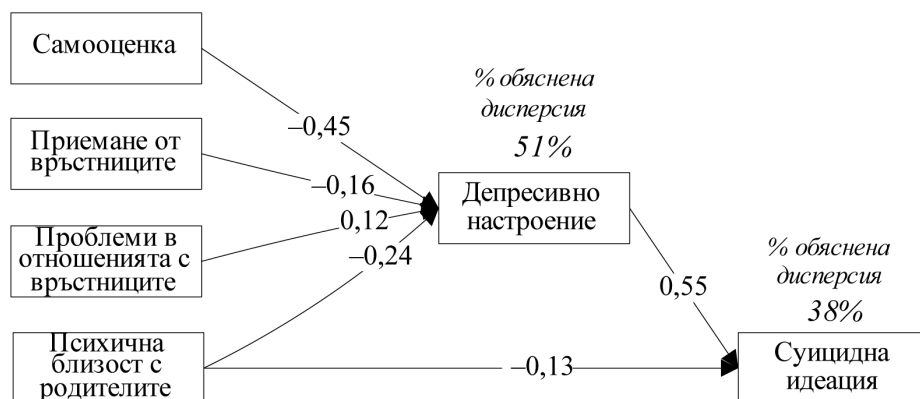 Самооценка
Приемане от
връстниците
Проблеми в
отношенията с
връстниците
Психична
близост с
родителите
–0,45
–0,16
0,12
–0,24
% обяснена
дисперсия
51%
Депресивно
настроение
0,55
–0,13
% обяснена
дисперсия
38%
Суицидна
идеация